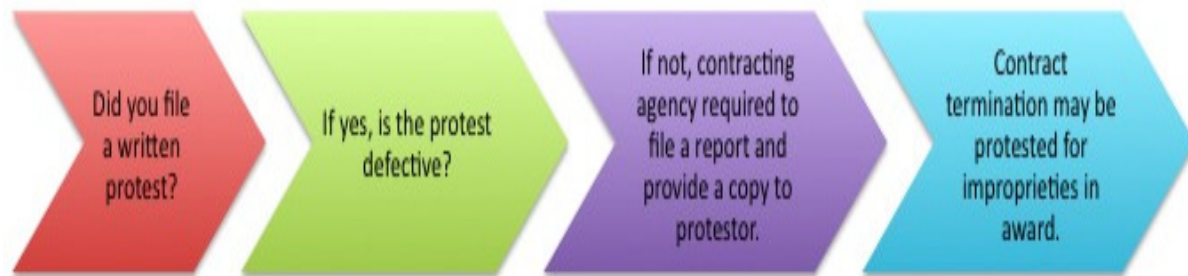 Did you file
a written
protest?
If yes, is the protest
defective?
If not, contracting
agency required to
file a report and
provide a copy to
protestor.
Contract
termination may be
protested for
improprieties in
award.